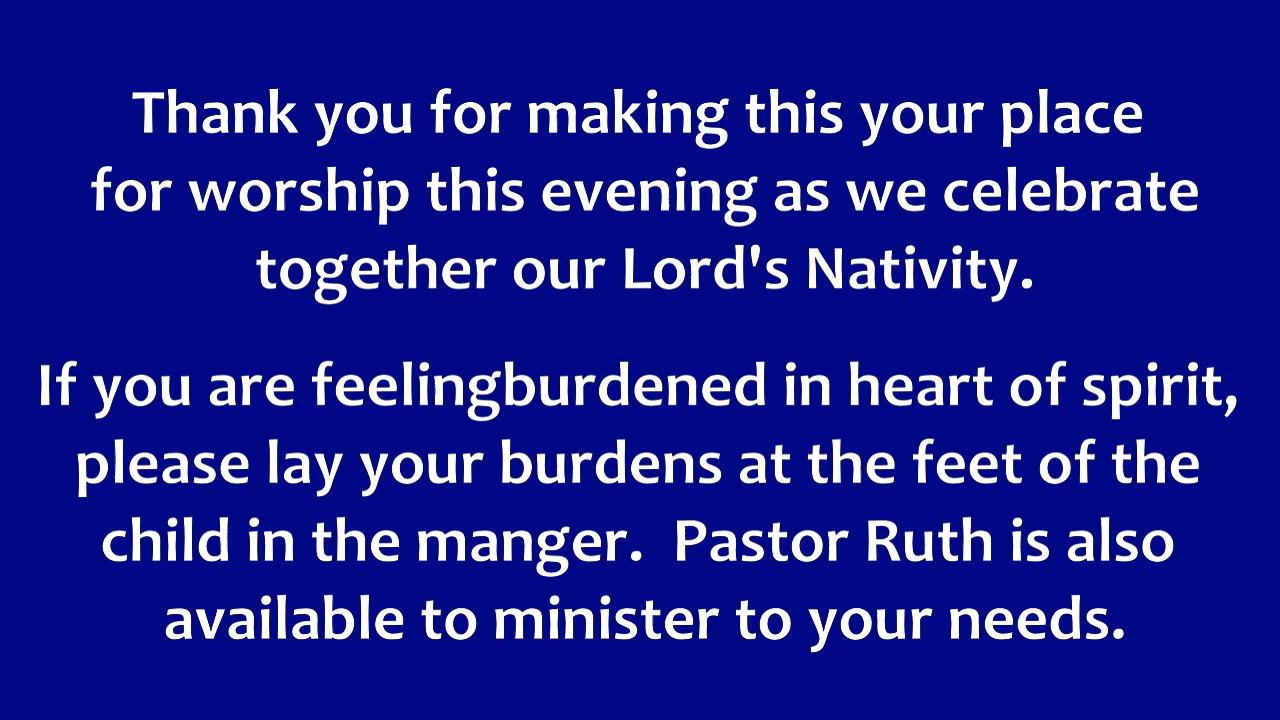 Thank you for making this your place
for worship this evening as we celebrate
together our Lord's Nativity.
If you are feelingburdened in heart of spirit,
please lay your burdens at the feet of the
child in the manger.  Pastor Ruth is also
available to minister to your needs.